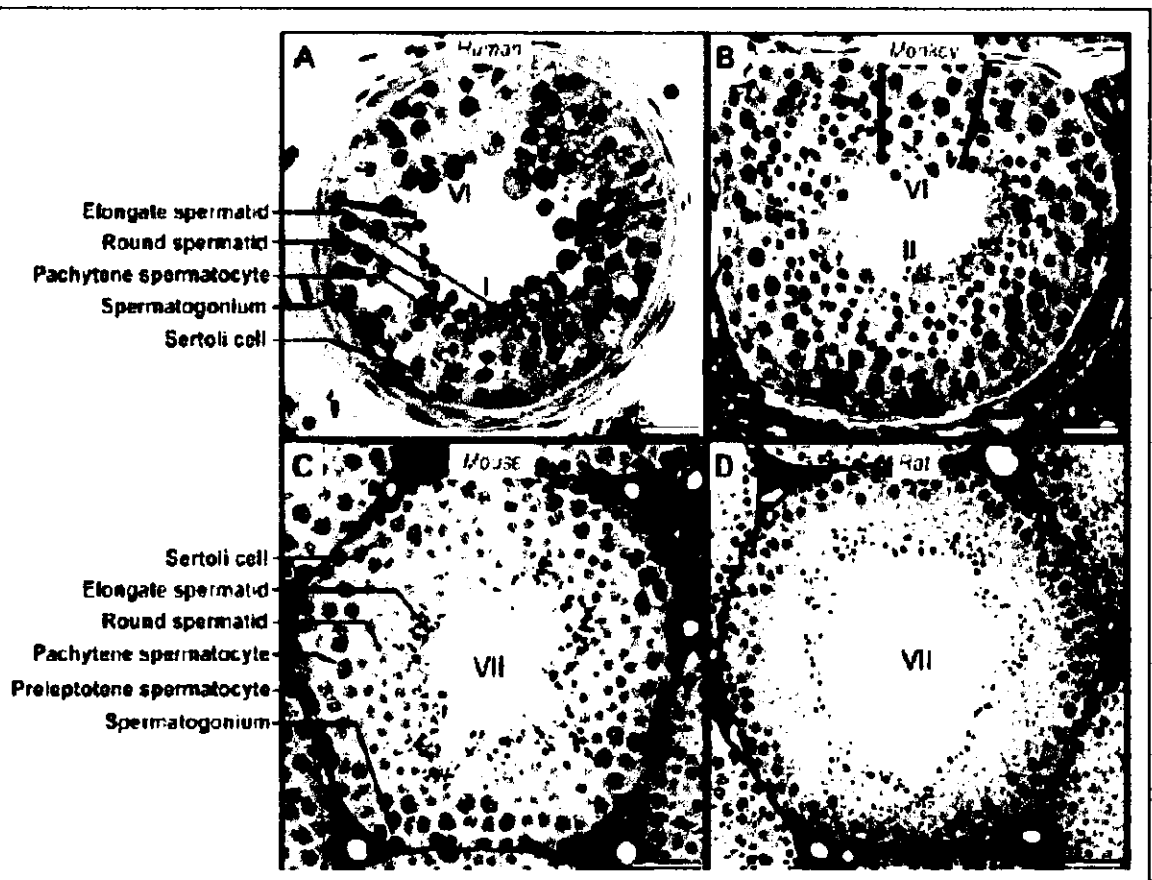 A Human
B Monkey
VI
VI
II
I
Elongate spermatid
Round spermatid
Pachytene spermatocyte
Spermatogonium
Sertoli cell
C Mouse
D Rat
Sertoli cell
Elongate spermatid
Round spermatid
Pachytene spermatocyte
Preleptotene spermatocyte
Spermatogonium
VII
VII